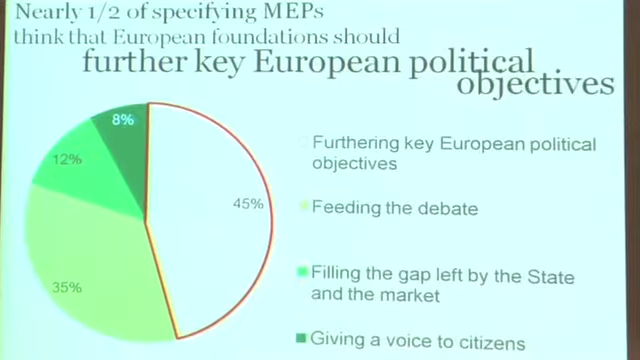 Nearly 1/2 of specifying MEPs
think that European foundations should
further key European political
objectives
8%
12%
45%
35%
Furthering key European political
objectives
Feeding the debate
Filling the gap left by the State
and the market
Giving a voice to citizens